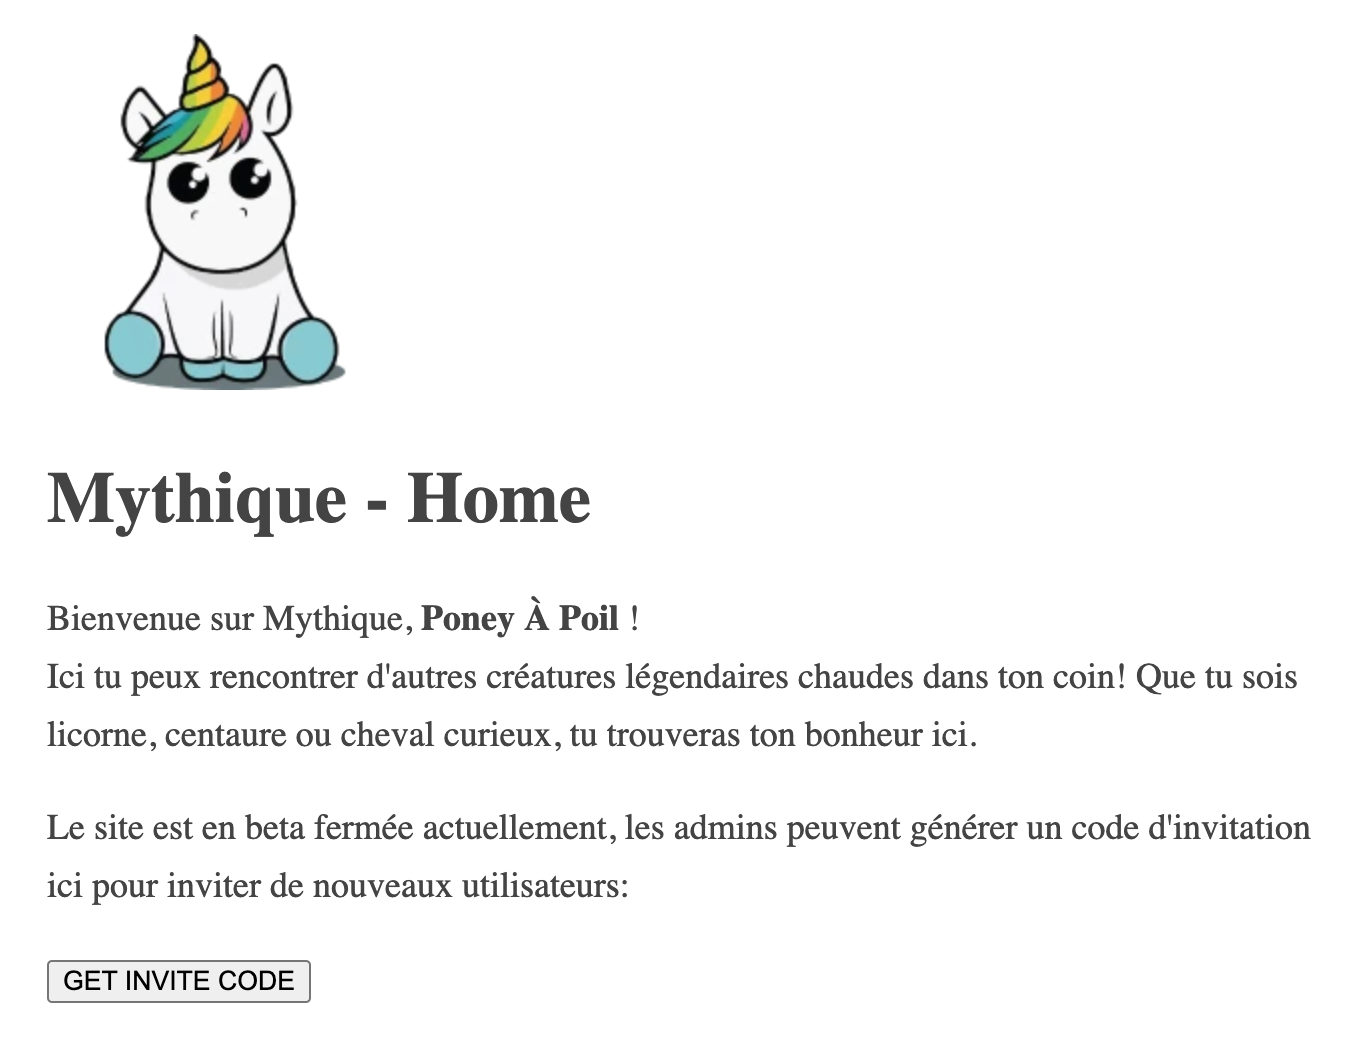 Mythique - Home
Bienvenue sur Mythique, Poney À Poil !
Ici tu peux rencontrer d'autres créatures légendaires chaudes dans ton coin! Que tu sois
licorne, centaure ou cheval curieux, tu trouveras ton bonheur ici.
Le site est en beta fermée actuellement, les admins peuvent générer un code d'invitation
ici pour inviter de nouveaux utilisateurs:
GET INVITE CODE